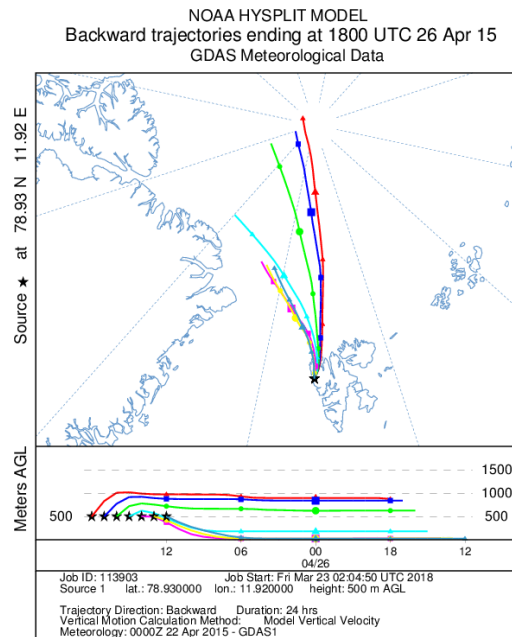 NOAA HYSPLIT MODEL
Backward trajectories ending at 1800 UTC 26 Apr 15
GDAS Meteorological Data
Source ★ at 78.93 N 11.92 E
Meters AGL
1500
1000
500
500
12 06 00 18 12
04/26
Job ID: 113903 Job Start: Fri Mar 23 02:04:50 UTC 2018
Source 1 lat.: 78.930000 lon.: 11.920000 height: 500 m AGL
Trajectory Direction: Backward Duration: 24 hrs
Vertical Motion Calculation Method: Model Vertical Velocity
Meteorology: 0000Z 22 Apr 2015 - GDAS1